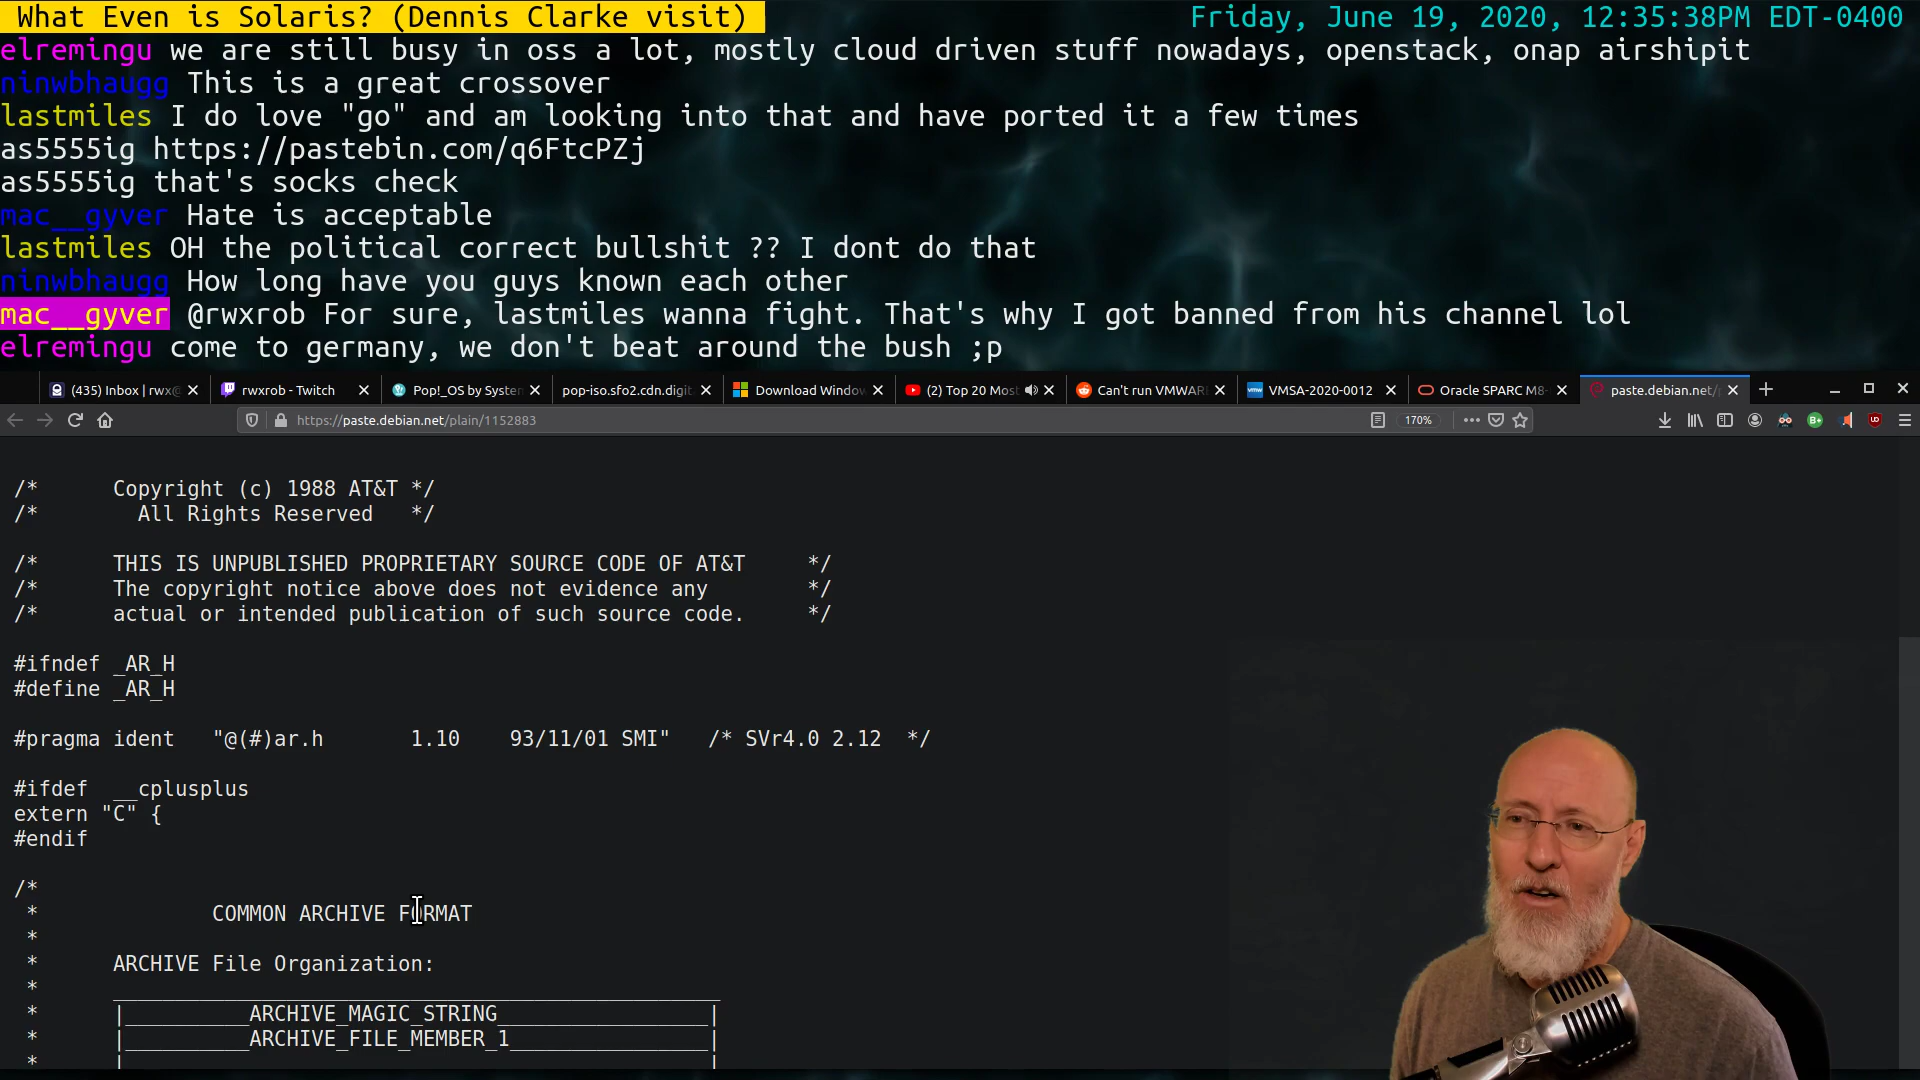 What Even is Solaris? (Dennis Clarke visit)
Friday, June 19, 2020, 12:35:38PM EDT-0400
elremingu we are still busy in oss a lot, mostly cloud driven stuff nowadays, openstack, onap airshipit
ninwbhaugg This is a great crossover
lastmiles I do love "go" and am looking into that and have ported it a few times
as5555ig https://pastebin.com/q6FtcPZj
as5555ig that's socks check
mac__gyver Hate is acceptable
lastmiles OH the political correct bullshit ?? I dont do that
ninwbhaugg How long have you guys known each other
mac__gyver @rwxrob For sure, lastmiles wanna fight. That's why I got banned from his channel lol
elremingu come to germany, we don't beat around the bush ;p
(435) Inbox | rwx@
rwxrob - Twitch
Pop!_OS by System
pop-iso.sfo2.cdn.digit
Download Window
(2) Top 20 Most
Can't run VMWAR
VMSA-2020-0012
Oracle SPARC M8-
paste.debian.net/p
https://paste.debian.net/plain/1152883
170%
/*      Copyright (c) 1988 AT&T */
/*        All Rights Reserved   */
/*      THIS IS UNPUBLISHED PROPRIETARY SOURCE CODE OF AT&T     */
/*      The copyright notice above does not evidence any        */
/*      actual or intended publication of such source code.     */
#ifndef _AR_H
#define _AR_H
#pragma ident   "@(#)ar.h       1.10    93/11/01 SMI"   /* SVr4.0 2.12  */
#ifdef  __cplusplus
extern "C" {
#endif
/*
 *              COMMON ARCHIVE FORMAT
 *
 *      ARCHIVE File Organization:
 *      _________________________________________________
 *      |__________ARCHIVE_MAGIC_STRING_________________|
 *      |__________ARCHIVE_FILE_MEMBER_1________________|
 *      |                                               |